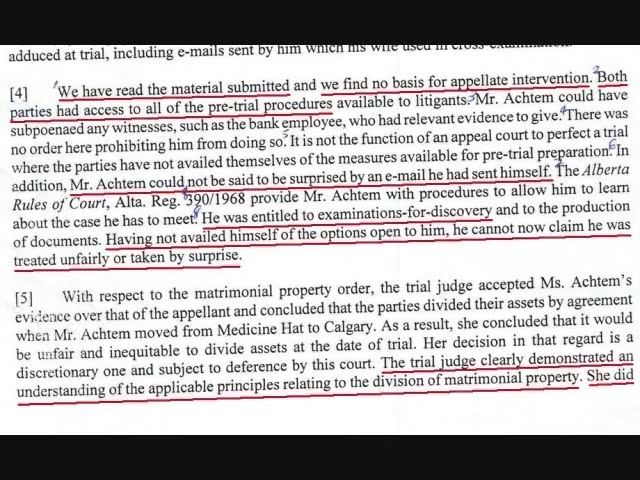 adduced at trial, including e-mails sent by him which his wife used in cross-examination.
[4] We have read the material submitted and we find no basis for appellate intervention. Both
parties had access to all of the pre-trial procedures available to litigants. Mr. Achtem could have
subpoenaed any witnesses, such as the bank employee, who had relevant evidence to give. There was
no order here prohibiting him from doing so. It is not the function of an appeal court to perfect a trial
where the parties have not availed themselves of the measures available for pre-trial preparation. In
addition, Mr. Achtem could not be said to be surprised by an e-mail he had sent himself. The Alberta
Rules of Court, Alta. Reg. 390/1968 provide Mr. Achtem with procedures to allow him to learn
about the case he has to meet. He was entitled to examinations-for-discovery and to the production
of documents. Having not availed himself of the options open to him, he cannot now claim he was
treated unfairly or taken by surprise.
[5] With respect to the matrimonial property order, the trial judge accepted Ms. Achtem's
evidence over that of the appellant and concluded that the parties divided their assets by agreement
when Mr. Achtem moved from Medicine Hat to Calgary. As a result, she concluded that it would
be unfair and inequitable to divide assets at the date of trial. Her decision in that regard is a
discretionary one and subject to deference by this court. The trial judge clearly demonstrated an
understanding of the applicable principles relating to the division of matrimonial property. She did